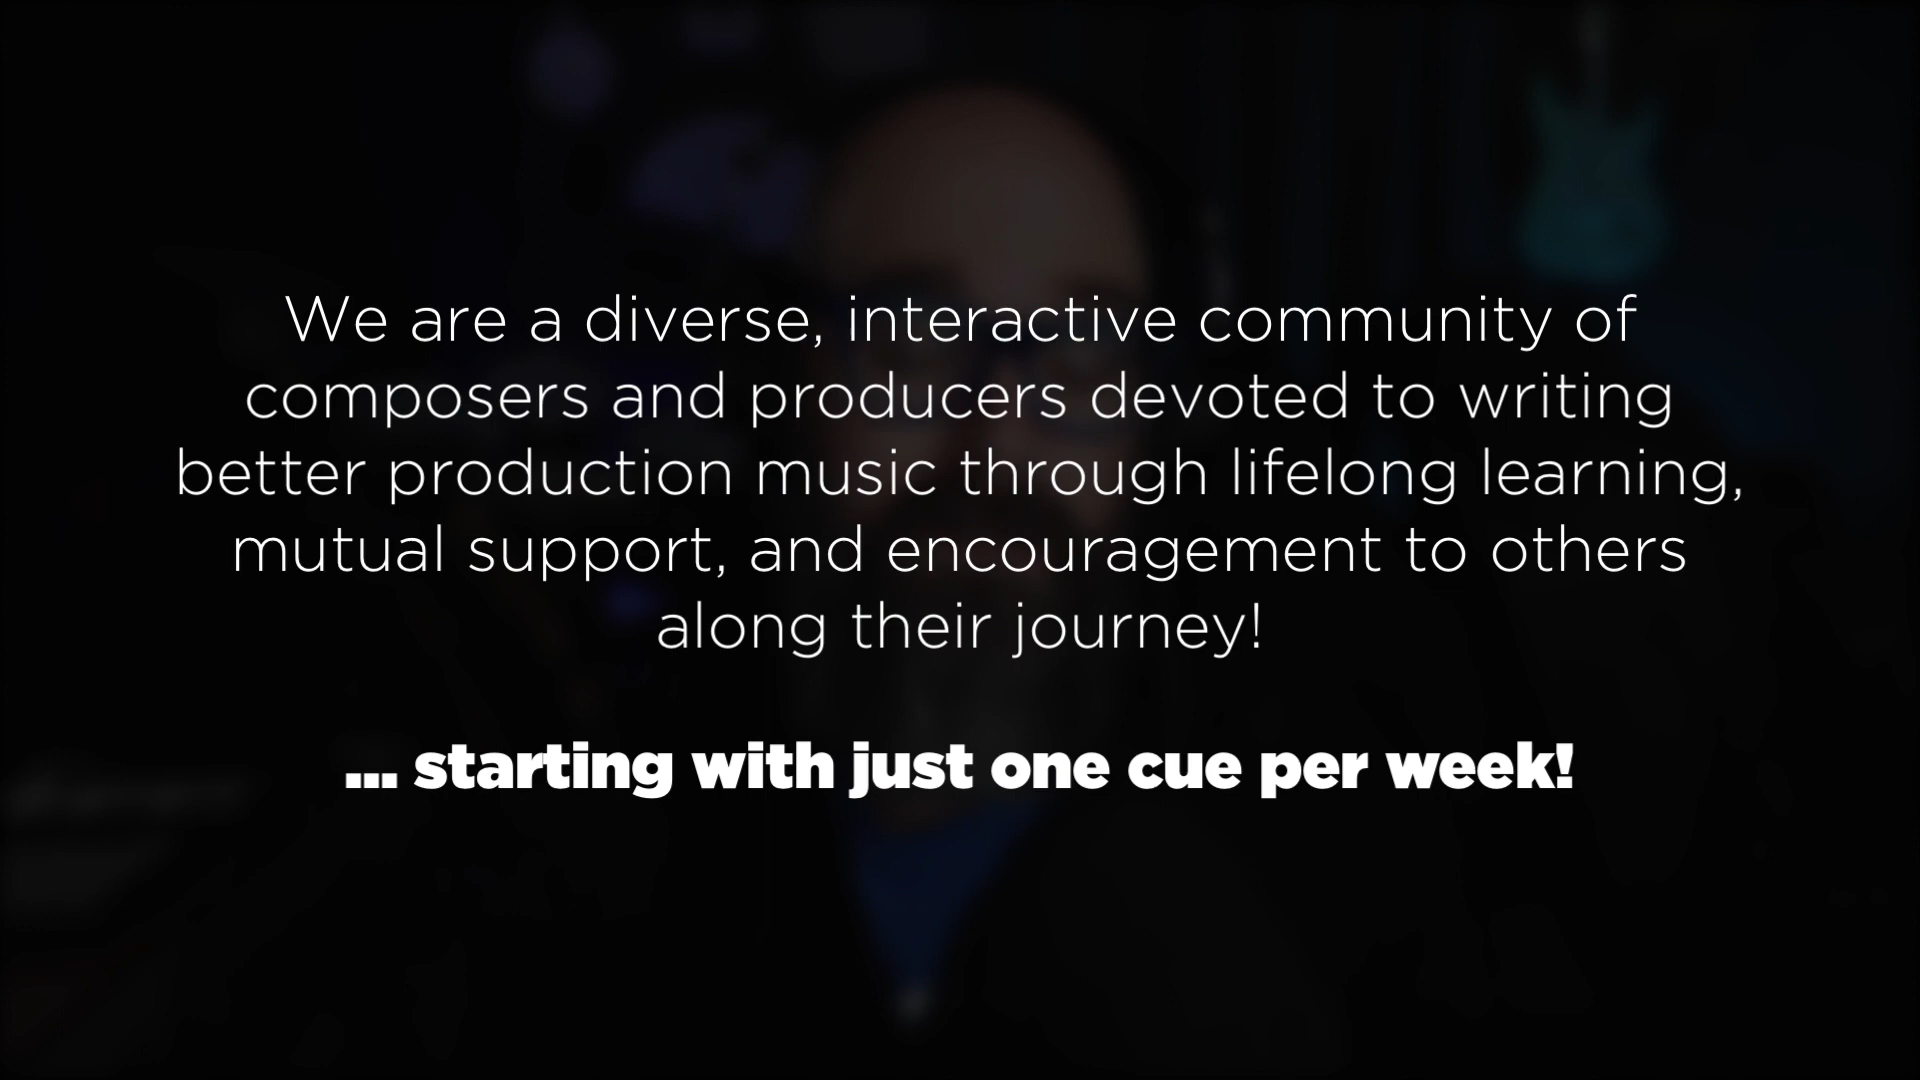 We are a diverse, interactive community of
composers and producers devoted to writing
better production music through lifelong learning,
mutual support, and encouragement to others
along their journey!
... starting with just one cue per week!